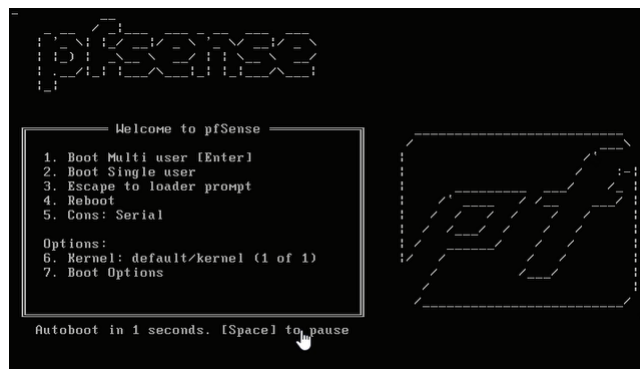 pfsense
Welcome to pfSense
1. Boot Multi user [Enter]
2. Boot Single user
3. Escape to loader prompt
4. Reboot
5. Cons: Serial
Options:
6. Kernel: default/kernel (1 of 1)
7. Boot Options
Autoboot in 1 seconds. [Space] to pause
pf